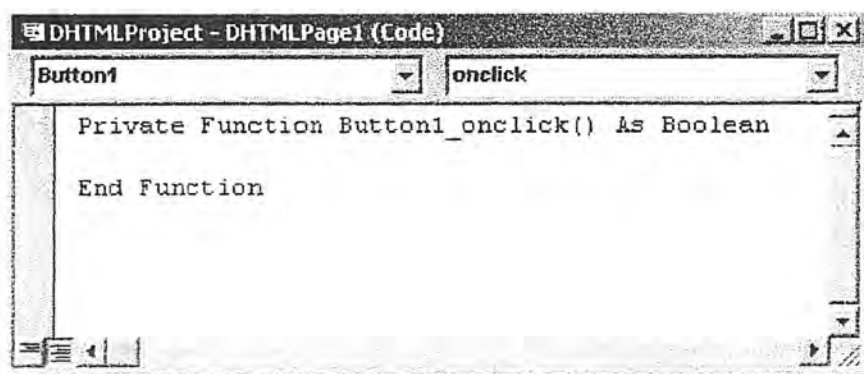 DHTMLProject - DHTMLPage1 (Code)
Button1 onclick
Private Function Button1_onclick() As Boolean
End Function